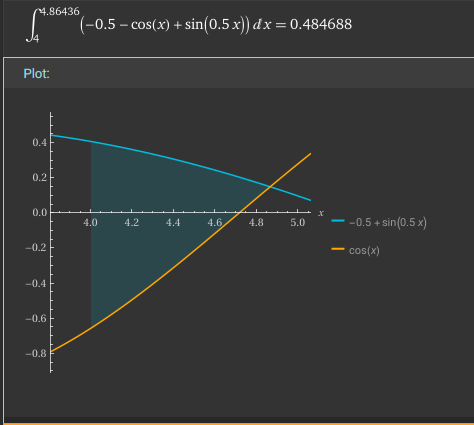 ∫₄^4.86436 (−0.5 − cos(x) + sin(0.5 x)) dx = 0.484688
Plot:
0.4
0.2
0.0
−0.2
−0.4
−0.6
−0.8
4.0 4.2 4.4 4.6 4.8 5.0
x
−0.5 + sin(0.5 x)
cos(x)